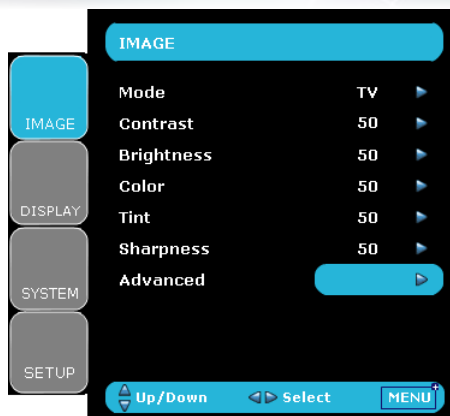 IMAGE
Mode TV
Contrast 50
Brightness 50
Color 50
Tint 50
Sharpness 50
Advanced
IMAGE
DISPLAY
SYSTEM
SETUP
Up/Down Select MENU